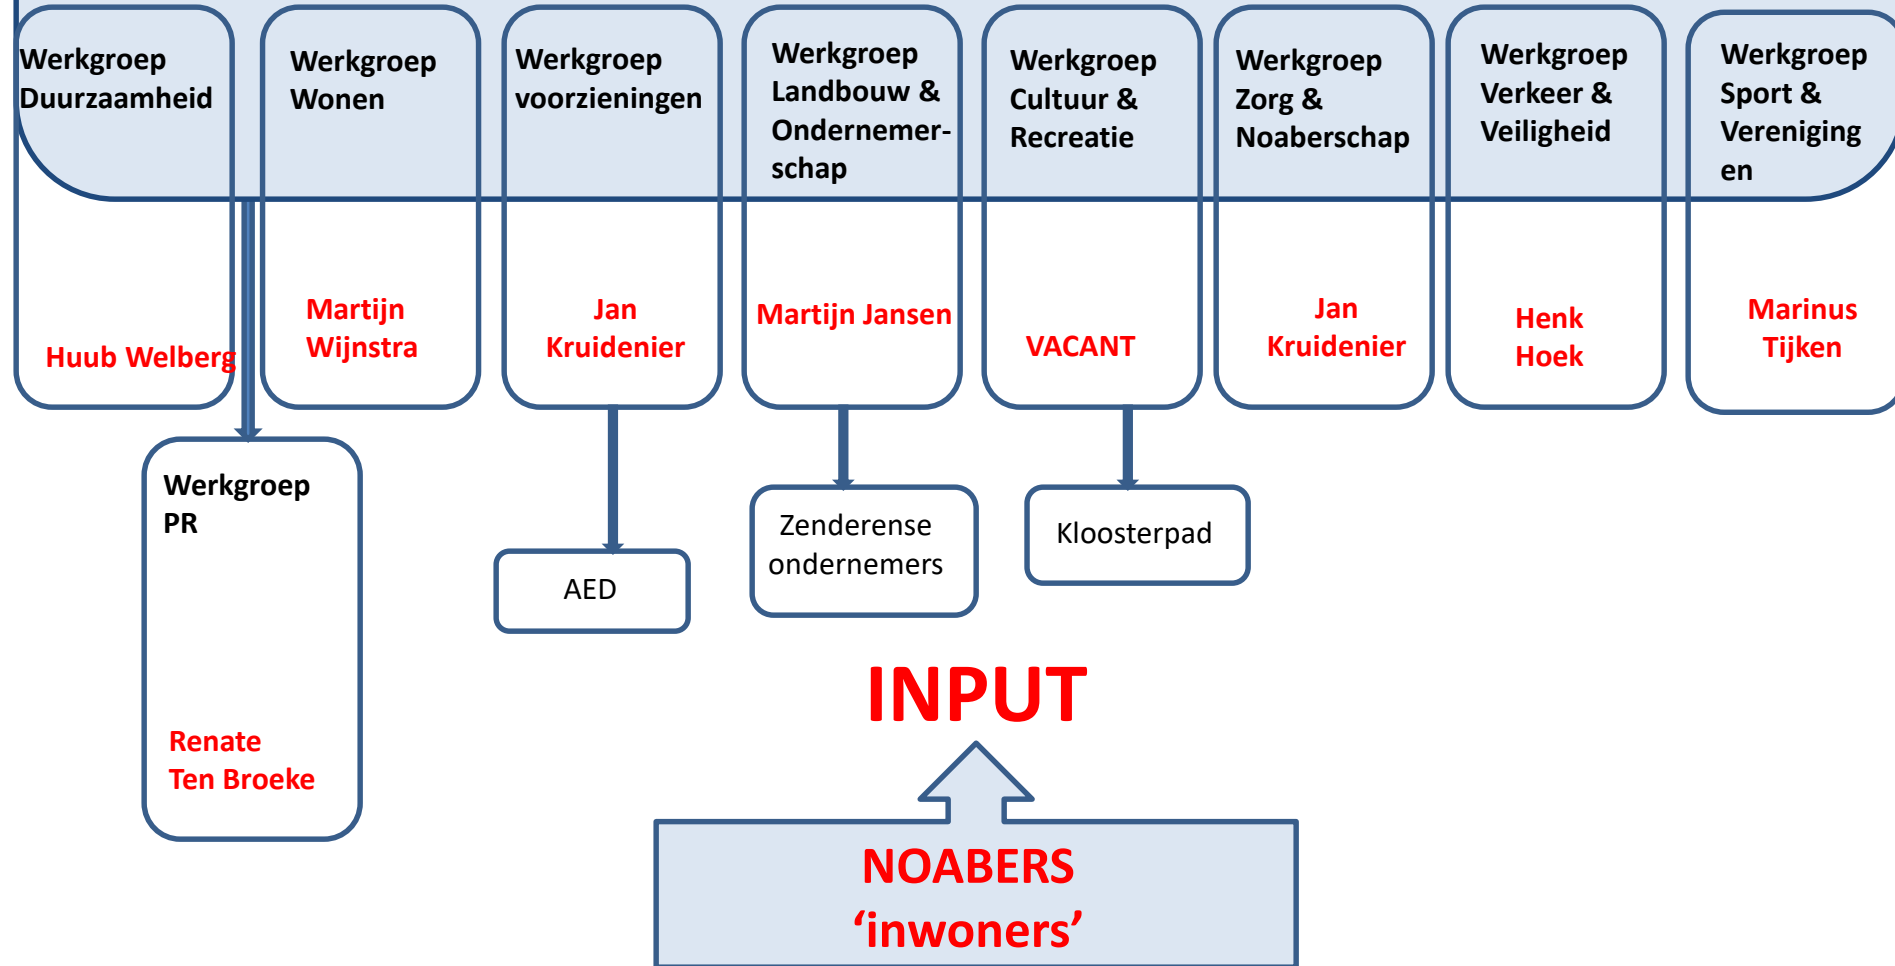 Werkgroep
Duurzaamheid
Werkgroep
Wonen
Werkgroep
voorzieningen
Werkgroep
Landbouw &
Ondernemer-
schap
Werkgroep
Cultuur &
Recreatie
Werkgroep
Zorg &
Noaberschap
Werkgroep
Verkeer &
Veiligheid
Werkgroep
Sport &
Vereniging
en
Huub Welberg
Martijn
Wijnstra
Jan
Kruidenier
Martijn Jansen
VACANT
Jan
Kruidenier
Henk
Hoek
Marinus
Tijken
Werkgroep
PR
Renate
Ten Broeke
AED
Zenderense
ondernemers
Kloosterpad
INPUT
NOABERS
‘inwoners’